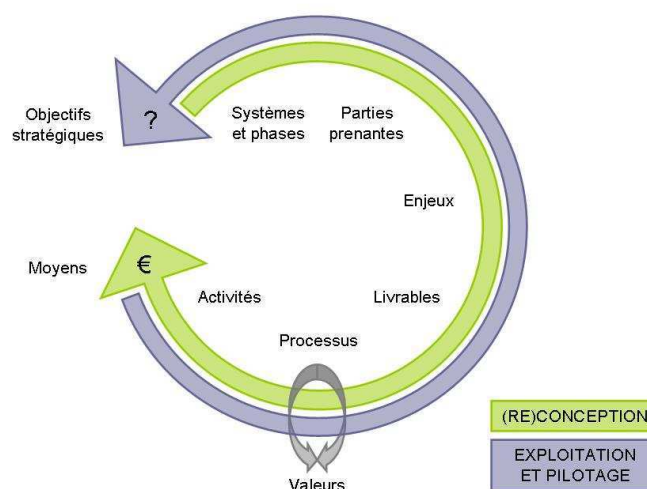 Objectifs
stratégiques
?
Systèmes
et phases
Parties
prenantes
Enjeux
Moyens
€
Activités
Livrables
Processus
Valeurs
(RE)CONCEPTION
EXPLOITATION
ET PILOTAGE